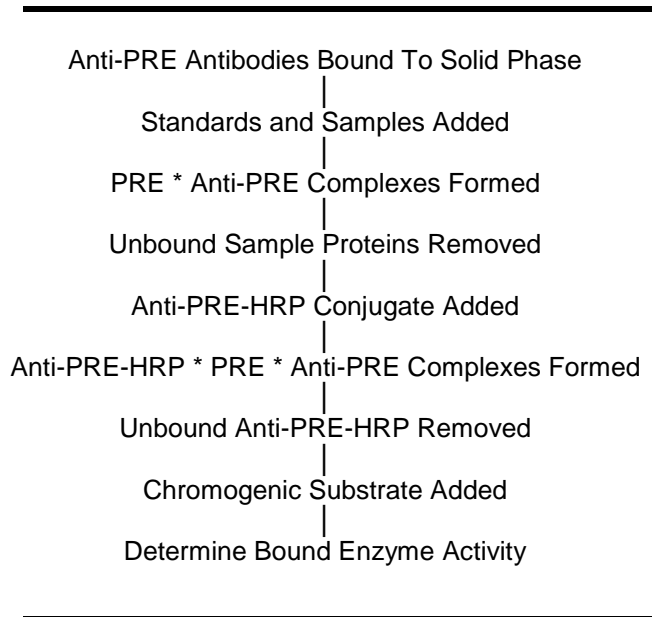 Anti-PRE Antibodies Bound To Solid Phase
Standards and Samples Added
PRE * Anti-PRE Complexes Formed
Unbound Sample Proteins Removed
Anti-PRE-HRP Conjugate Added
Anti-PRE-HRP * PRE * Anti-PRE Complexes Formed
Unbound Anti-PRE-HRP Removed
Chromogenic Substrate Added
Determine Bound Enzyme Activity